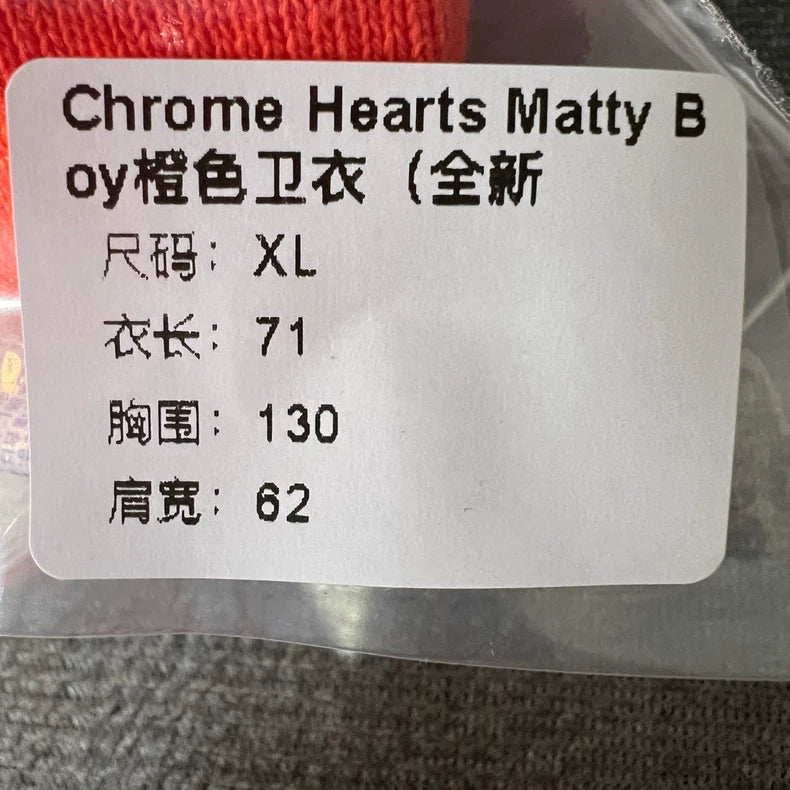 Chrome Hearts Matty B
oy橙色卫衣（全新
尺码：XL
衣长：71
胸围：130
肩宽：62